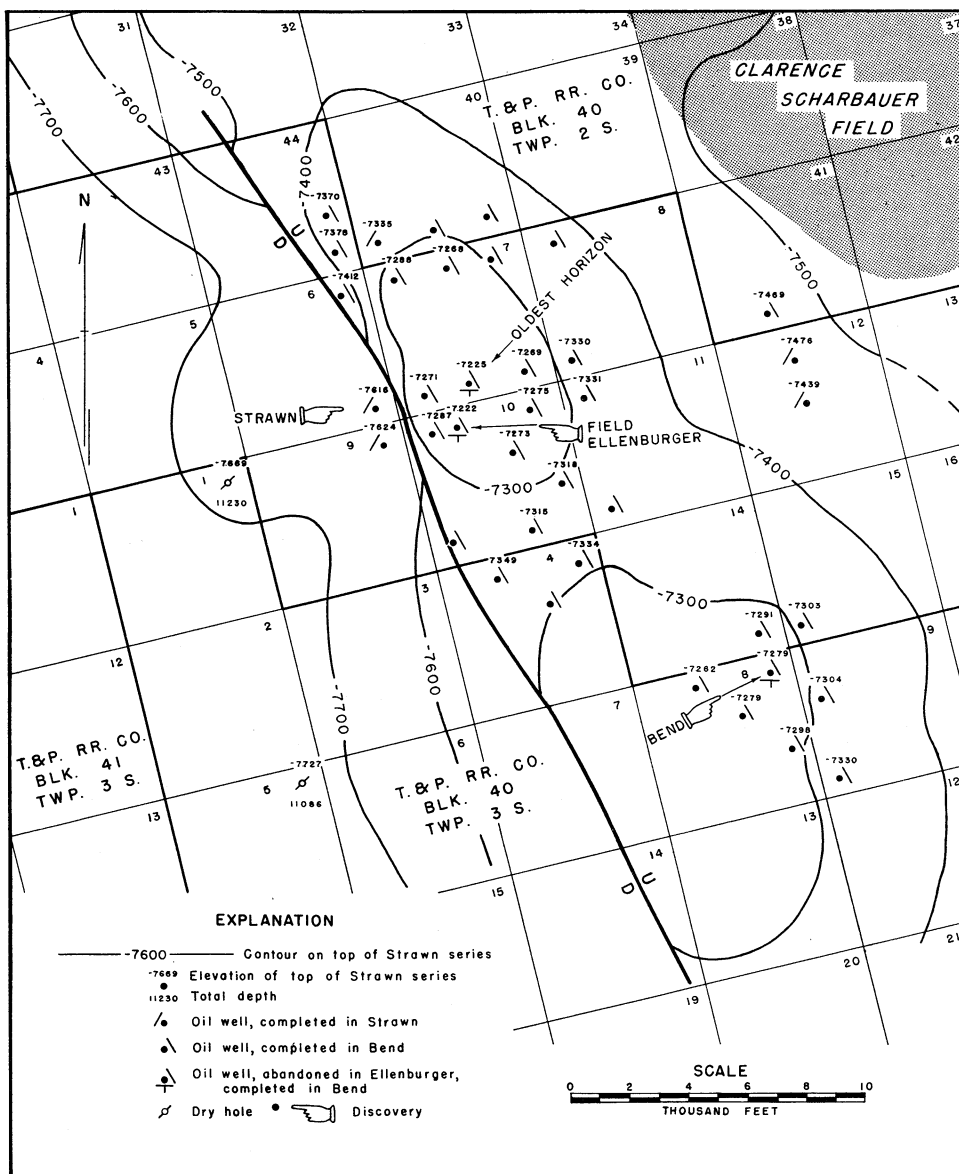 31
32
33
34
38
37
-7500
-7600
-7700
39
40
T. & P. RR. CO.
BLK. 40
TWP. 2 S.
CLARENCE
SCHARBAUER
FIELD
42
41
44
43
-7400
N
-7370
-7335
-7378
U
D
-7412
-7288
-7268
7
8
-7500
6
5
4
OLDEST HORIZON
-7469
12
13
11
-7476
-7439
-7225
-7269
-7330
-7271
-7275
-7331
10
-7616
STRAWN
-7222
-7287
FIELD
ELLENBURGER
-7624
9
-7273
-7400
-7669
1
11230
-7300
-7318
16
15
14
1
-7315
-7334
4
-7349
3
2
-7300
-7291
-7303
9
12
-7600
-7262
-7279
8
-7304
-7279
BEND
7
-7298
-7700
6
T. & P. RR. CO.
BLK. 41
TWP. 3 S.
-7727
5
11086
T. & P. RR. CO.
BLK. 40
TWP. 3 S.
-7330
12
13
13
14
15
U
D
21
20
19
EXPLANATION
-7600 Contour on top of Strawn series
-7669 Elevation of top of Strawn series
11230 Total depth
Oil well, completed in Strawn
Oil well, completed in Bend
Oil well, abandoned in Ellenburger,
completed in Bend
Dry hole Discovery
SCALE
0 2 4 6 8 10
THOUSAND FEET